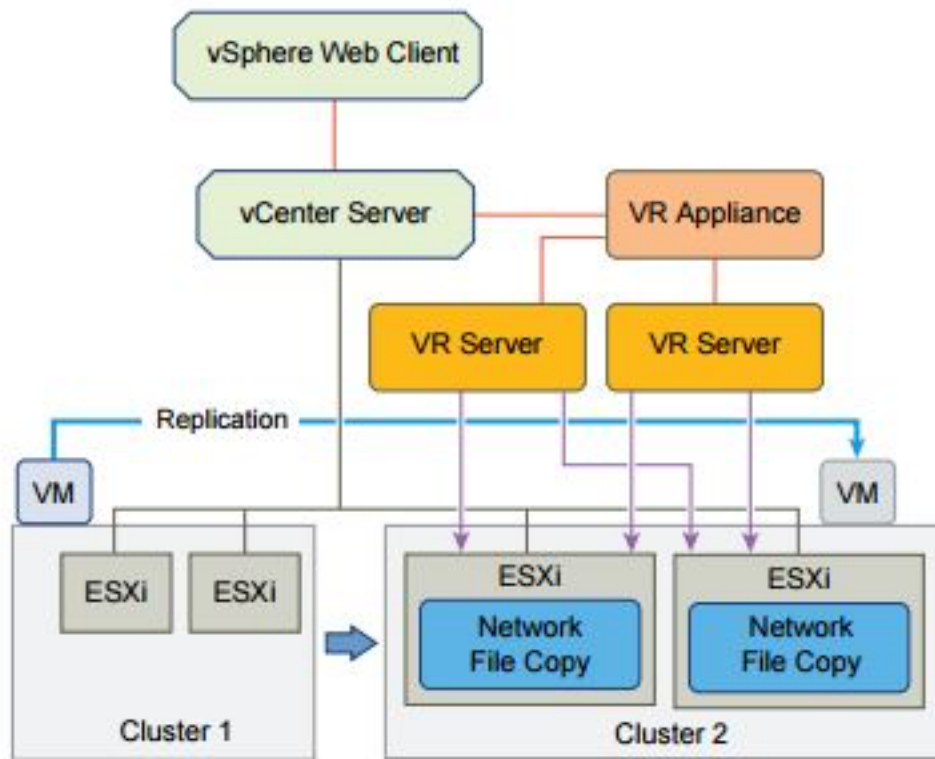 vSphere Web Client
vCenter Server
VR Appliance
VR Server
VR Server
Replication
VM
VM
ESXi
ESXi
ESXi
Network
File Copy
ESXi
Network
File Copy
Cluster 1
Cluster 2